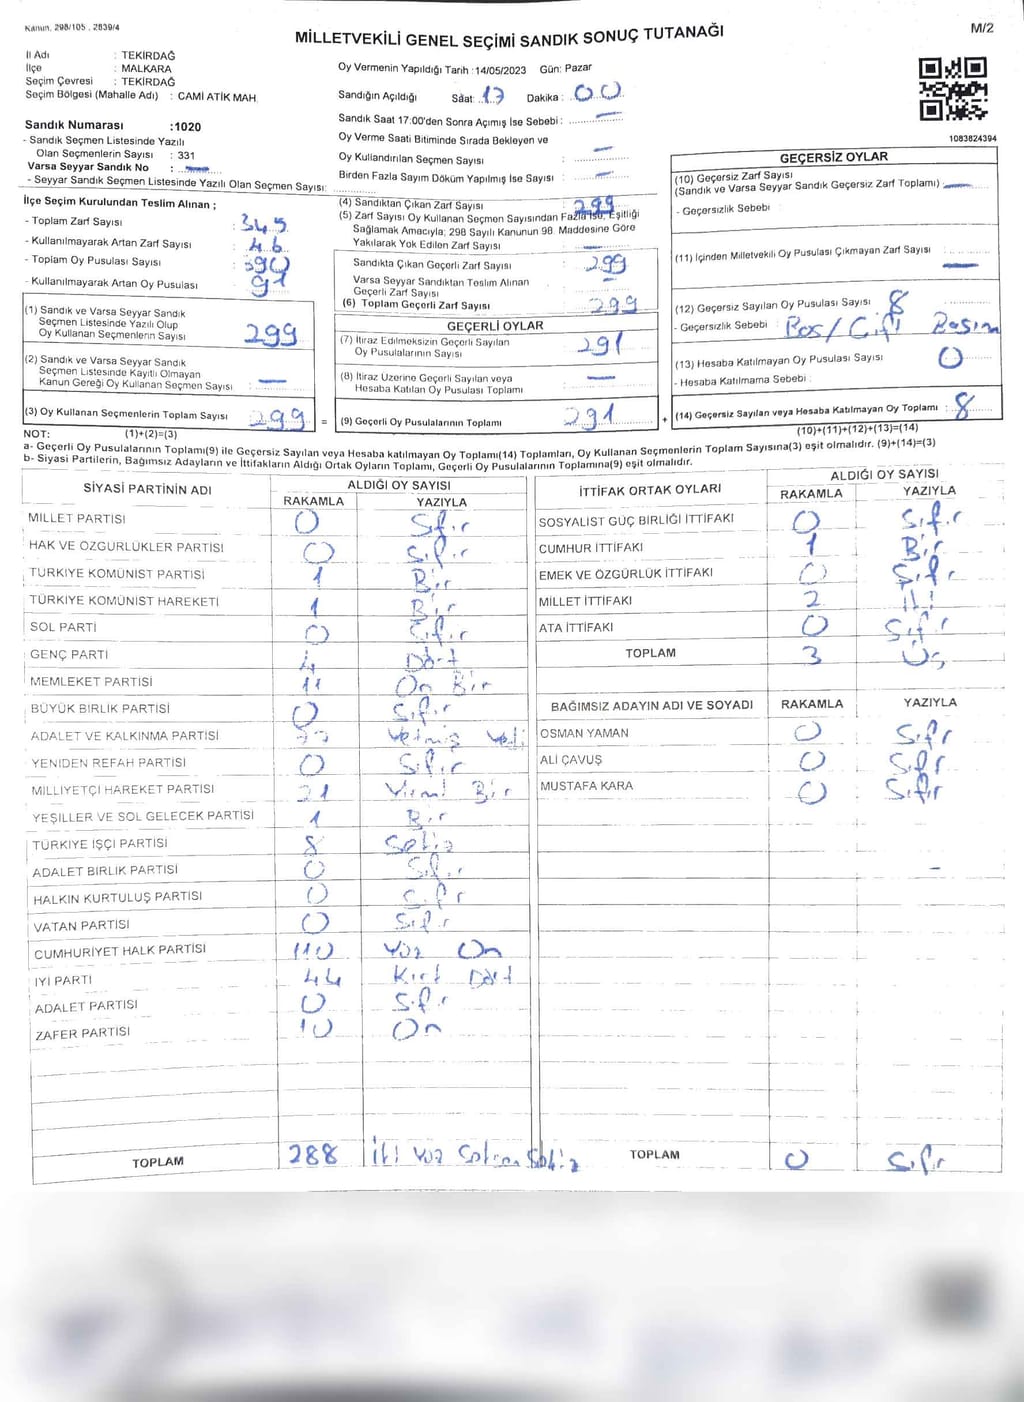 Kanun, 298/105 , 2839/4
MİLLETVEKİLİ GENEL SEÇİMİ SANDIK SONUÇ TUTANAĞI
M/2
İl Adı : TEKİRDAĞ
İlçe : MALKARA
Seçim Çevresi : TEKİRDAĞ
Seçim Bölgesi (Mahalle Adı) : CAMİ ATİK MAH
Sandık Numarası :1020
- Sandık Seçmen Listesinde Yazılı
Olan Seçmenlerin Sayısı : 331
Varsa Seyyar Sandık No : —
- Seyyar Sandık Seçmen Listesinde Yazılı Olan Seçmen Sayısı:
Oy Vermenin Yapıldığı Tarih :14/05/2023 Gün: Pazar
Sandığın Açıldığı Saat: 17 Dakika : 00
Sandık Saat 17:00'den Sonra Açımış İse Sebebi : —
Oy Verme Saati Bitiminde Sırada Bekleyen ve
Oy Kullandırılan Seçmen Sayısı : —
Birden Fazla Sayım Döküm Yapılmış İse Sayısı : —
1083824394
İlçe Seçim Kurulundan Teslim Alınan ;
- Toplam Zarf Sayısı : 345
- Kullanılmayarak Artan Zarf Sayısı : 46
- Toplam Oy Pusulası Sayısı : 390
- Kullanılmayarak Artan Oy Pusulası : 91
(1) Sandık ve Varsa Seyyar Sandık
Seçmen Listesinde Yazılı Olup
Oy Kullanan Seçmenlerin Sayısı : 299
(2) Sandık ve Varsa Seyyar Sandık
Seçmen Listesinde Kayıtlı Olmayan
Kanun Gereği Oy Kullanan Seçmen Sayısı : —
(3) Oy Kullanan Seçmenlerin Toplam Sayısı : 299
(4) Sandıktan Çıkan Zarf Sayısı : 299
(5) Zarf Sayısı Oy Kullanan Seçmen Sayısından Fazla İse, Eşitliği
Sağlamak Amacıyla; 298 Sayılı Kanunun 98. Maddesine Göre
Yakılarak Yok Edilen Zarf Sayısı : —
Sandıkta Çıkan Geçerli Zarf Sayısı : 299
Varsa Seyyar Sandıktan Teslim Alınan
Geçerli Zarf Sayısı : —
(6) Toplam Geçerli Zarf Sayısı : 299
GEÇERLİ OYLAR
(7) İtiraz Edilmeksizin Geçerli Sayılan
Oy Pusulalarının Sayısı : 291
(8) İtiraz Üzerine Geçerli Sayılan veya
Hesaba Katılan Oy Pusulası Toplamı : —
= (9) Geçerli Oy Pusulalarının Toplamı : 291 +
GEÇERSİZ OYLAR
(10) Geçersiz Zarf Sayısı
(Sandık ve Varsa Seyyar Sandık Geçersiz Zarf Toplamı) : —
- Geçersizlik Sebebi :
(11) İçinden Milletvekili Oy Pusulası Çıkmayan Zarf Sayısı : —
(12) Geçersiz Sayılan Oy Pusulası Sayısı : 8
- Geçersizlik Sebebi : Boş/Çift Basım
(13) Hesaba Katılmayan Oy Pusulası Sayısı : 0
- Hesaba Katılmama Sebebi :
(14) Geçersiz Sayılan veya Hesaba Katılmayan Oy Toplamı : 8
NOT: (1)+(2)=(3)
(10)+(11)+(12)+(13)=(14)
a- Geçerli Oy Pusulalarının Toplamı(9) ile Geçersiz Sayılan veya Hesaba katılmayan Oy Toplamı(14) Toplamları, Oy Kullanan Seçmenlerin Toplam Sayısına(3) eşit olmalıdır. (9)+(14)=(3)
b- Siyasi Partilerin, Bağımsız Adayların ve İttifakların Aldığı Ortak Oyların Toplamı, Geçerli Oy Pusulalarının Toplamına(9) eşit olmalıdır.
SİYASİ PARTİNİN ADI ALDIĞI OY SAYISI
RAKAMLA YAZIYLA
MİLLET PARTİSİ 0 Sıfır
HAK VE ÖZGÜRLÜKLER PARTİSİ 0 Sıfır
TÜRKİYE KOMÜNİST PARTİSİ 1 Bir
TÜRKİYE KOMÜNİST HAREKETİ 1 Bir
SOL PARTİ 0 Sıfır
GENÇ PARTİ 4 Dört
MEMLEKET PARTİSİ 11 On Bir
BÜYÜK BİRLİK PARTİSİ 0 Sıfır
ADALET VE KALKINMA PARTİSİ 77 Yetmiş Yedi
YENİDEN REFAH PARTİSİ 0 Sıfır
MİLLİYETÇİ HAREKET PARTİSİ 21 Yirmi Bir
YEŞİLLER VE SOL GELECEK PARTİSİ 1 Bir
TÜRKİYE İŞÇİ PARTİSİ 8 Sekiz
ADALET BİRLİK PARTİSİ 0 Sıfır
HALKIN KURTULUŞ PARTİSİ 0 Sıfır
VATAN PARTİSİ 0 Sıfır
CUMHURİYET HALK PARTİSİ 110 Yüz On
İYİ PARTİ 44 Kırk Dört
ADALET PARTİSİ 0 Sıfır
ZAFER PARTİSİ 10 On
TOPLAM 288 İki Yüz Seksen Sekiz
İTTİFAK ORTAK OYLARI ALDIĞI OY SAYISI
RAKAMLA YAZIYLA
SOSYALİST GÜÇ BİRLİĞİ İTTİFAKI 0 Sıfır
CUMHUR İTTİFAKI 1 Bir
EMEK VE ÖZGÜRLÜK İTTİFAKI 0 Sıfır
MİLLET İTTİFAKI 2 İki
ATA İTTİFAKI 0 Sıfır
TOPLAM 3 Üç
BAĞIMSIZ ADAYIN ADI VE SOYADI RAKAMLA YAZIYLA
OSMAN YAMAN 0 Sıfır
ALİ ÇAVUŞ 0 Sıfır
MUSTAFA KARA 0 Sıfır
—
TOPLAM 0 Sıfır